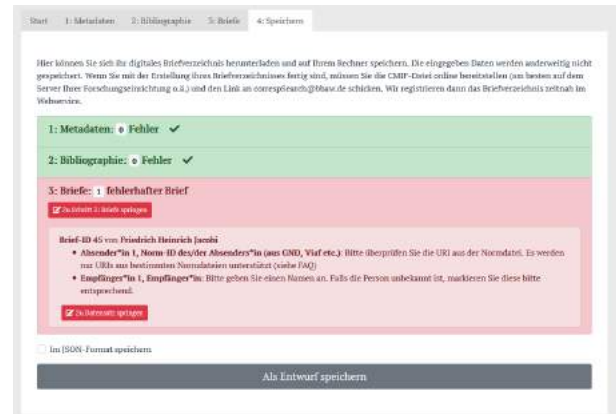 Start 1: Metadaten 2: Bibliographie 3: Briefe 4: Speichern
Hier können Sie sich ihr digitales Briefverzeichnis herunterladen und auf Ihrem Rechner speichern. Die eingegeben Daten werden anderweitig nicht
gespeichert. Wenn Sie mit der Erstellung ihres Briefverzeichnisses fertig sind, müssen Sie die CMIF-Datei online bereitstellen (am besten auf dem
Server Ihrer Forschungseinrichtung o.ä.) und den Link an correspSearch@bbaw.de schicken. Wir registrieren dann das Briefverzeichnis zeitnah im
Webservice.
1: Metadaten: 0 Fehler ✔
2: Bibliographie: 0 Fehler ✔
3: Briefe: 1 fehlerhafter Brief
Zu Schritt 3: Briefe springen
Brief-ID 45 von Friedrich Heinrich Jacobi
• Absender*in 1, Norm-ID des/der Absenders*in (aus GND, Viaf etc.): Bitte überprüfen Sie die URI aus der Normdatei. Es werden
nur URIs aus bestimmten Normdateien unterstützt (siehe FAQ)
• Empfänger*in 1, Empfänger*in: Bitte geben Sie einen Namen an. Falls die Person unbekannt ist, markieren Sie diese bitte
entsprechend.
Zu Datensatz springen
Im JSON-Format speichern
Als Entwurf speichern